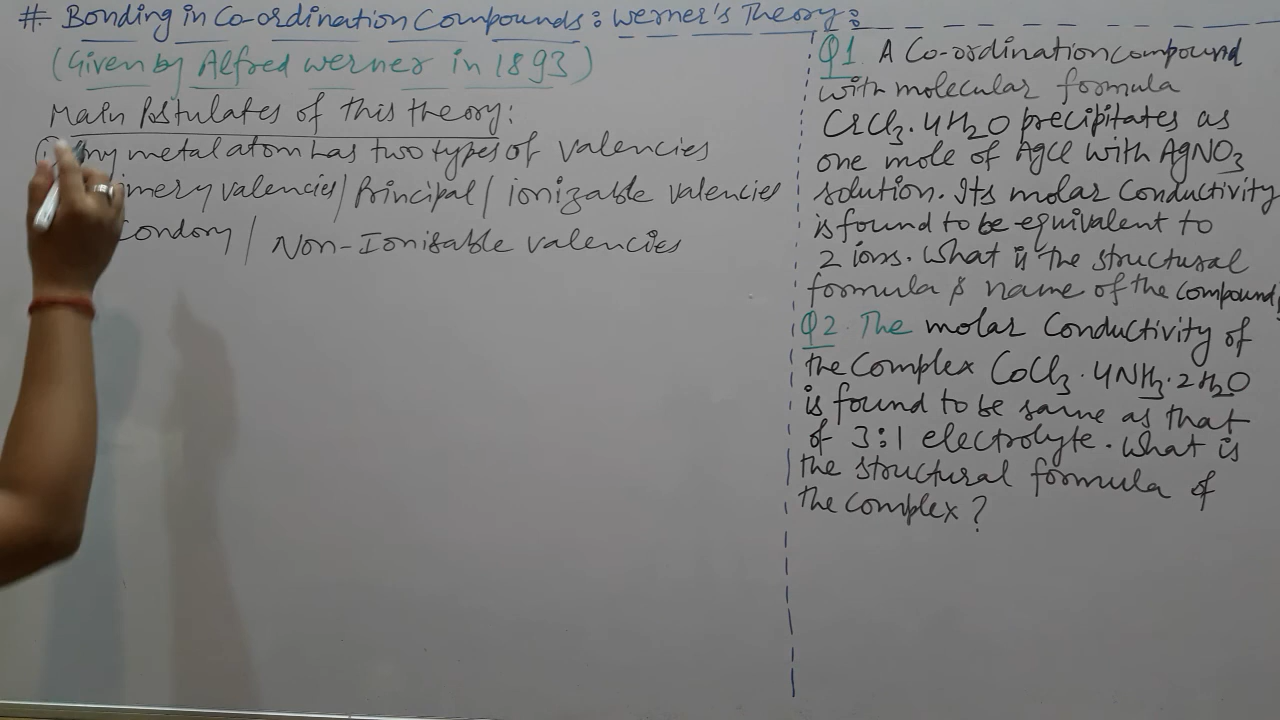 # Bonding in Co-ordination Compounds: Werner's Theory:
(Given by Alfred Werner in 1893)
Main Postulates of this theory:
Any metal atom has two types of valencies
valencies/Principal/ionizable valencies
/Non-Ionisable valencies
Q1. A Co-ordination compound
with molecular formula
CrCl3.4H2O precipitates as
one mole of AgCl with AgNO3
solution. Its molar Conductivity
is found to be equivalent to
2 ions. What is the structural
formula & name of the compound
Q2. The molar Conductivity of
the Complex CoCl3.4NH3.2H2O
is found to be same as that
of 3:1 electrolyte. What is
the structural formula of
the Complex?